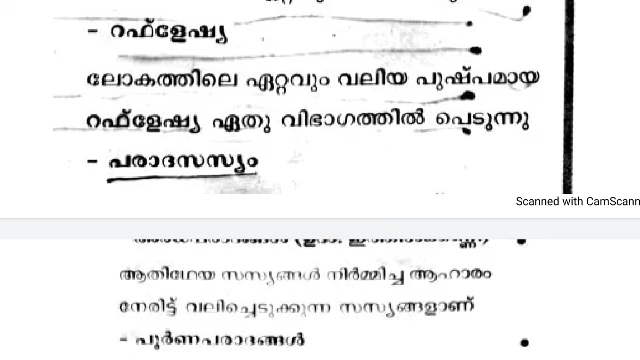 – റഫ്ളേഷ്യ
ലോകത്തിലെ ഏറ്റവും വലിയ പുഷ്പമായ
റഫ്ളേഷ്യ ഏതു വിഭാഗത്തിൽ പെടുന്നു
– പരാദസസ്യം
Scanned with CamScann
ആതിഥേയ സസ്യങ്ങൾ നിർമ്മിച്ച ആഹാരം
നേരിട്ട് വലിച്ചെടുക്കുന്ന സസ്യങ്ങളാണ്
– പൂർണപരാദങ്ങൾ